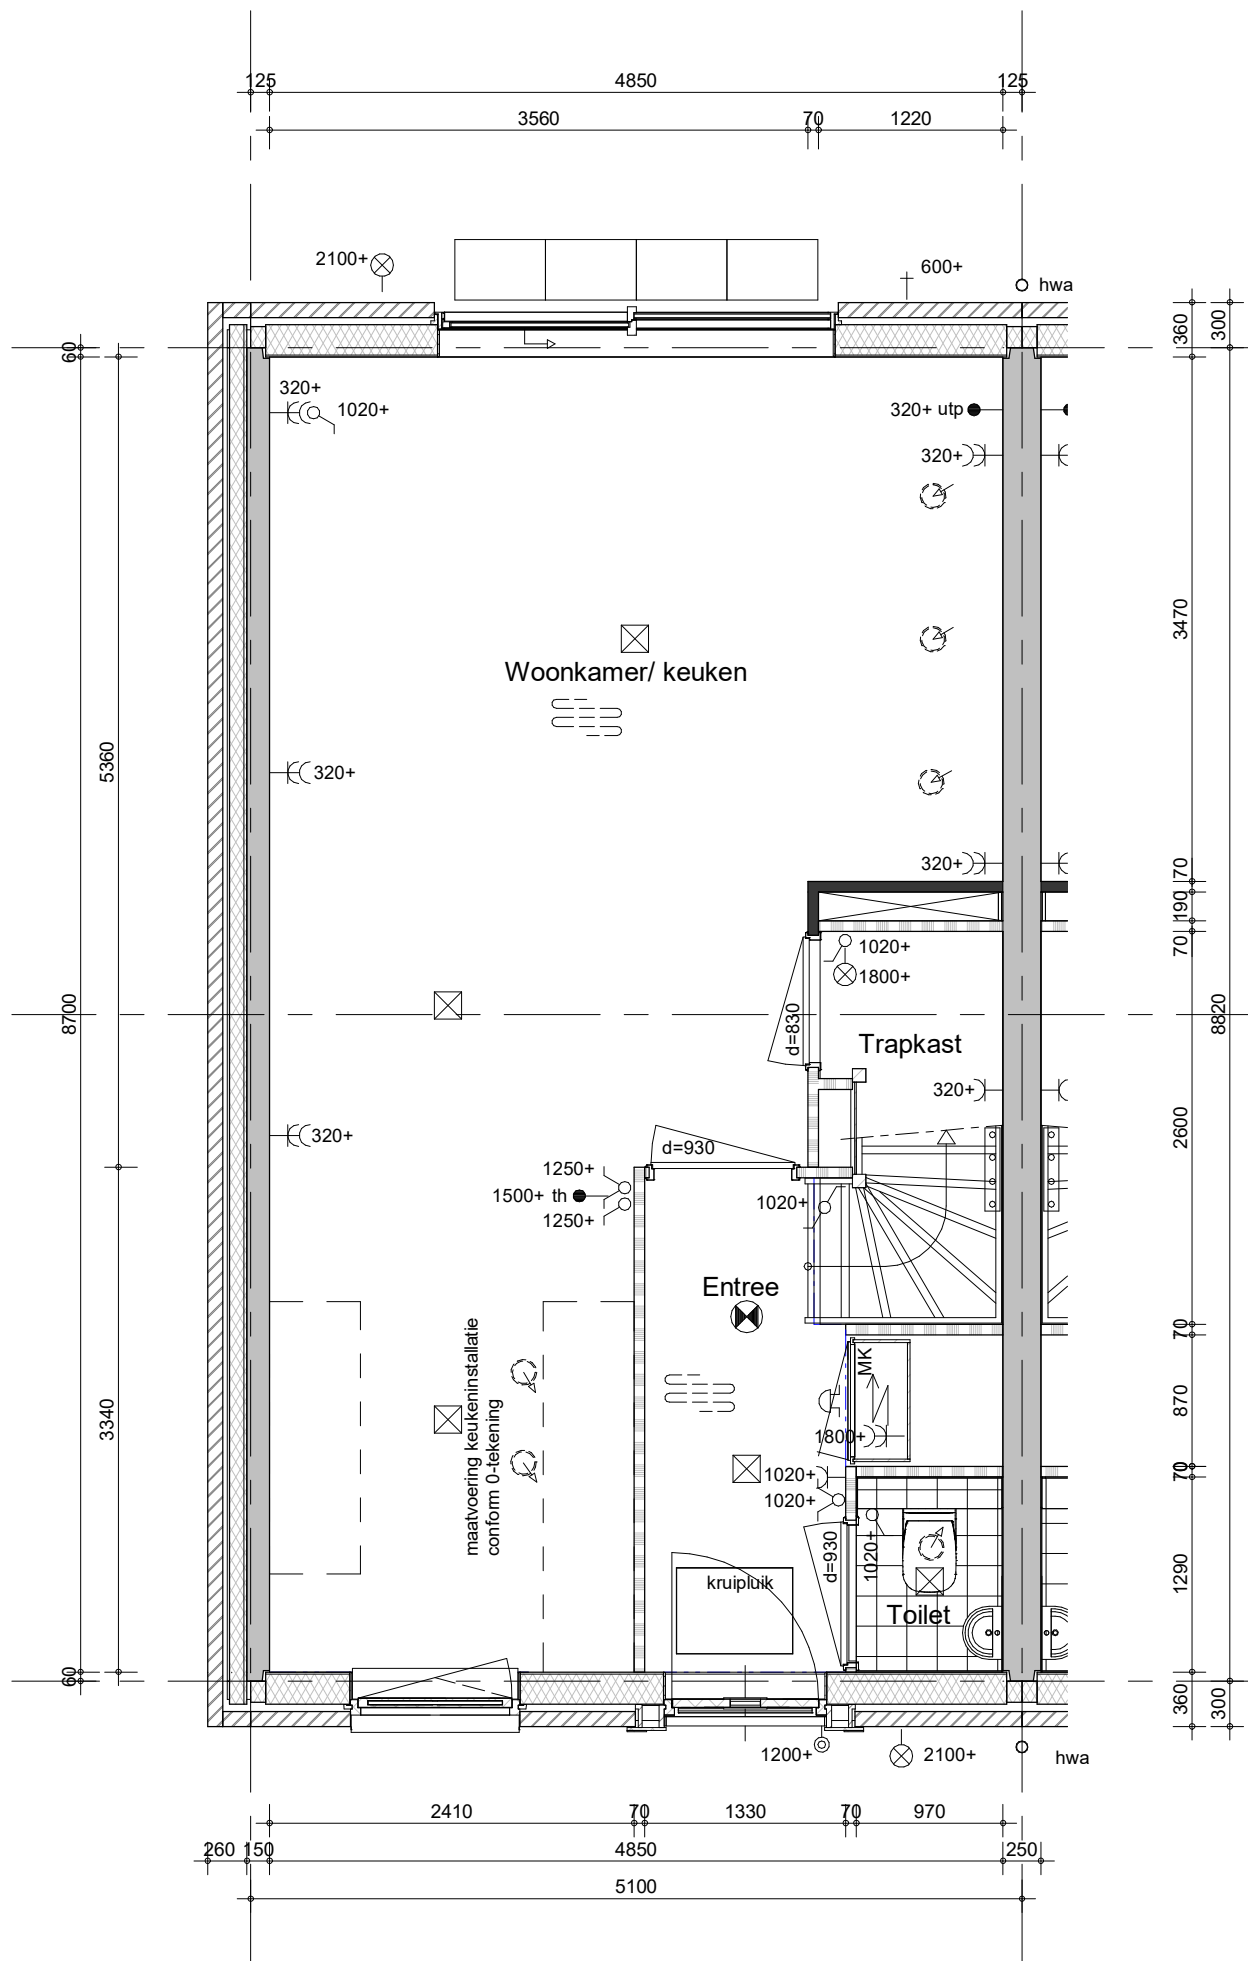 125 4850 125
3560 70 1220
2100+
600+
hwa
360
300
60
320+
1020+
320+ utp
320+
3470
Woonkamer/ keuken
5360
320+
320+
70
190
70
1020+
1800+
8700
d=830
8820
Trapkast
320+
2600
320+
d=930
1250+
1500+ th
1250+
1020+
Entree
70
MK
maatvoering keukeninstallatie
conform 0-tekening
3340
870
1800+
70
1020+
1020+
1020+
d=930
kruipluik
1290
Toilet
60
360
300
1200+
2100+
hwa
2410 70 1330 70 970
260 150 4850 250
5100